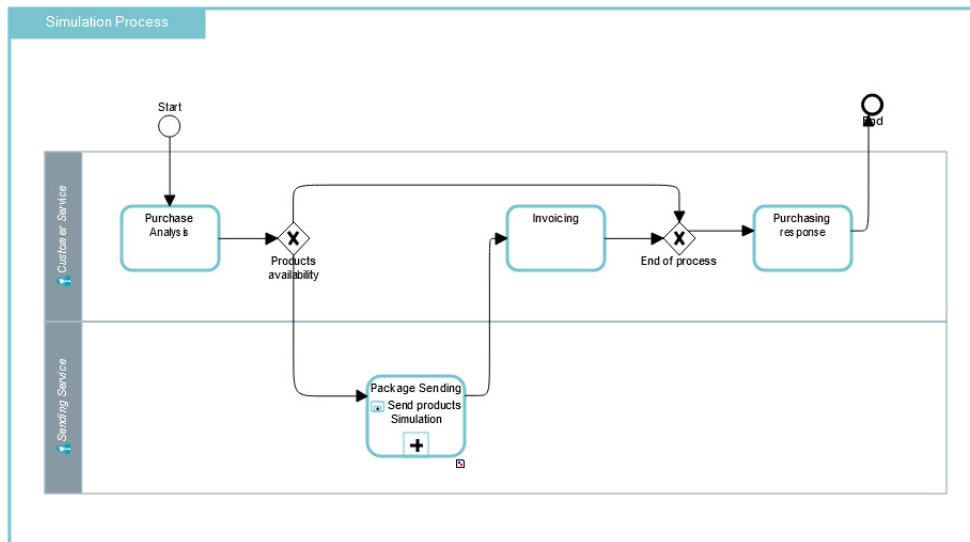 Simulation Process
Start
End
Customer Service
Purchase
Analysis
Products
availability
Invoicing
End of process
Purchasing
response
Sending Service
Package Sending
Send products
Simulation